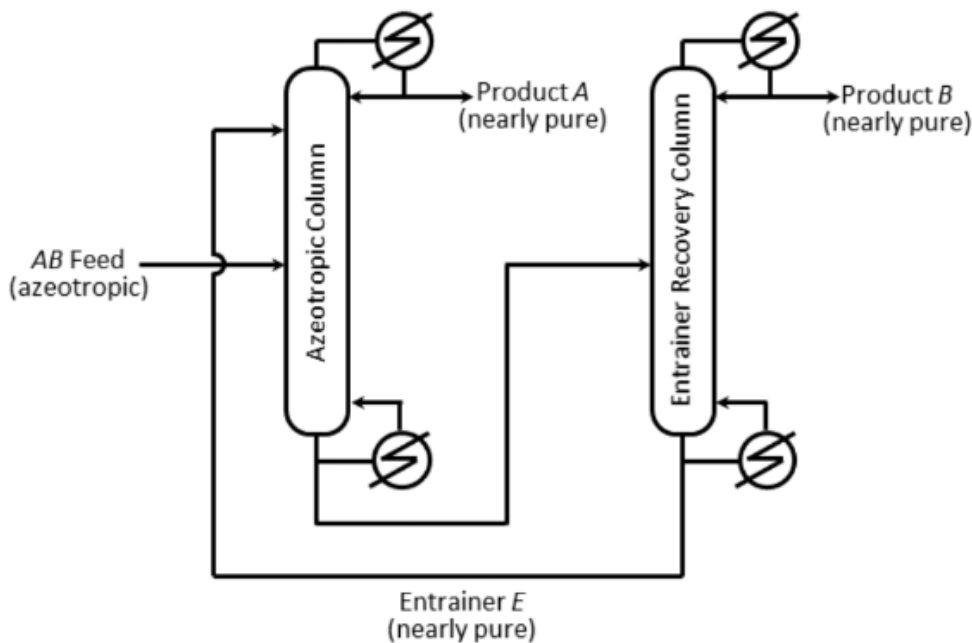 Product A
(nearly pure)
Product B
(nearly pure)
Azeotropic Column
Entrainer Recovery Column
AB Feed
(azeotropic)
Entrainer E
(nearly pure)